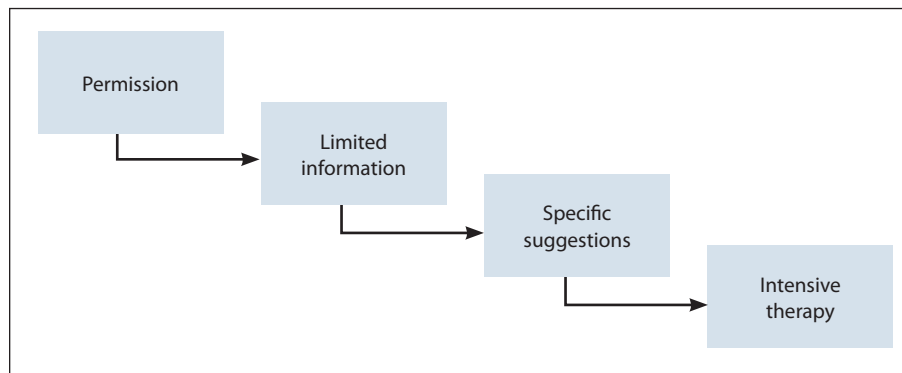 Permission
Limited
information
Specific
suggestions
Intensive
therapy